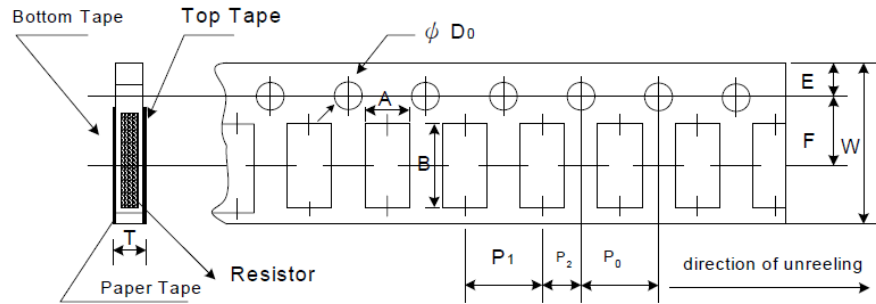 Bottom Tape
Top Tape
ψ D0
E
A
F
W
B
T
P1
P2
P0
direction of unreeling
Resistor
Paper Tape